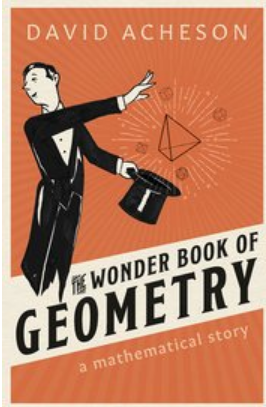 DAVID ACHESON
THE WONDER BOOK OF
GEOMETRY
a mathematical story